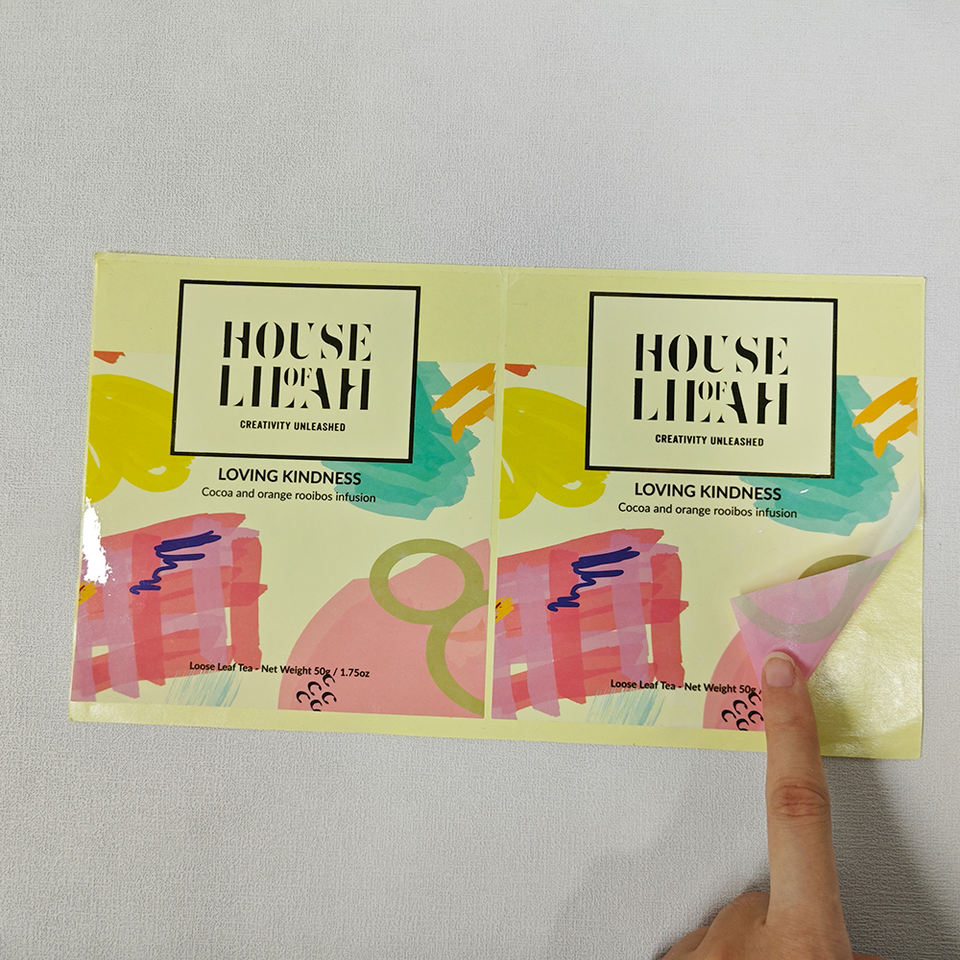 HOUSE
OF
LILAH
CREATIVITY UNLEASHED
LOVING KINDNESS
Cocoa and orange rooibos infusion
Loose Leaf Tea - Net Weight 50g / 1.75oz
HOUSE
OF
LILAH
CREATIVITY UNLEASHED
LOVING KINDNESS
Cocoa and orange rooibos infusion
Loose Leaf Tea - Net Weight 50g /